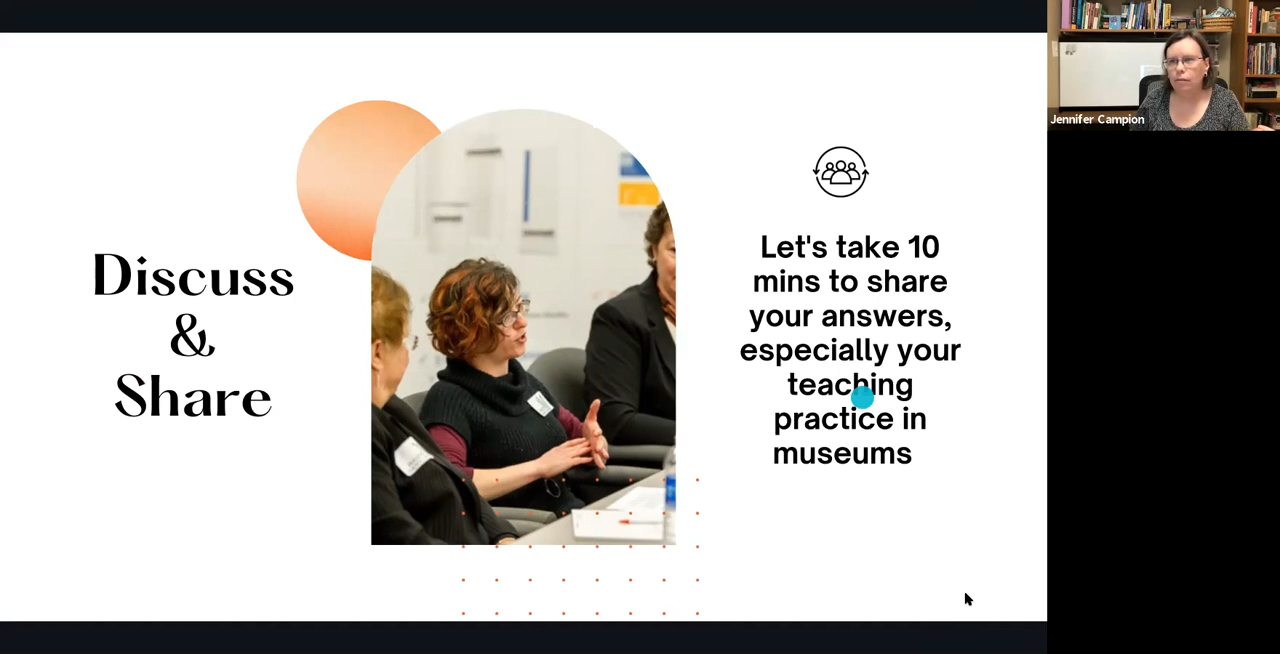 Discuss
&
Share
Let's take 10
mins to share
your answers,
especially your
teaching
practice in
museums
Jennifer Campion